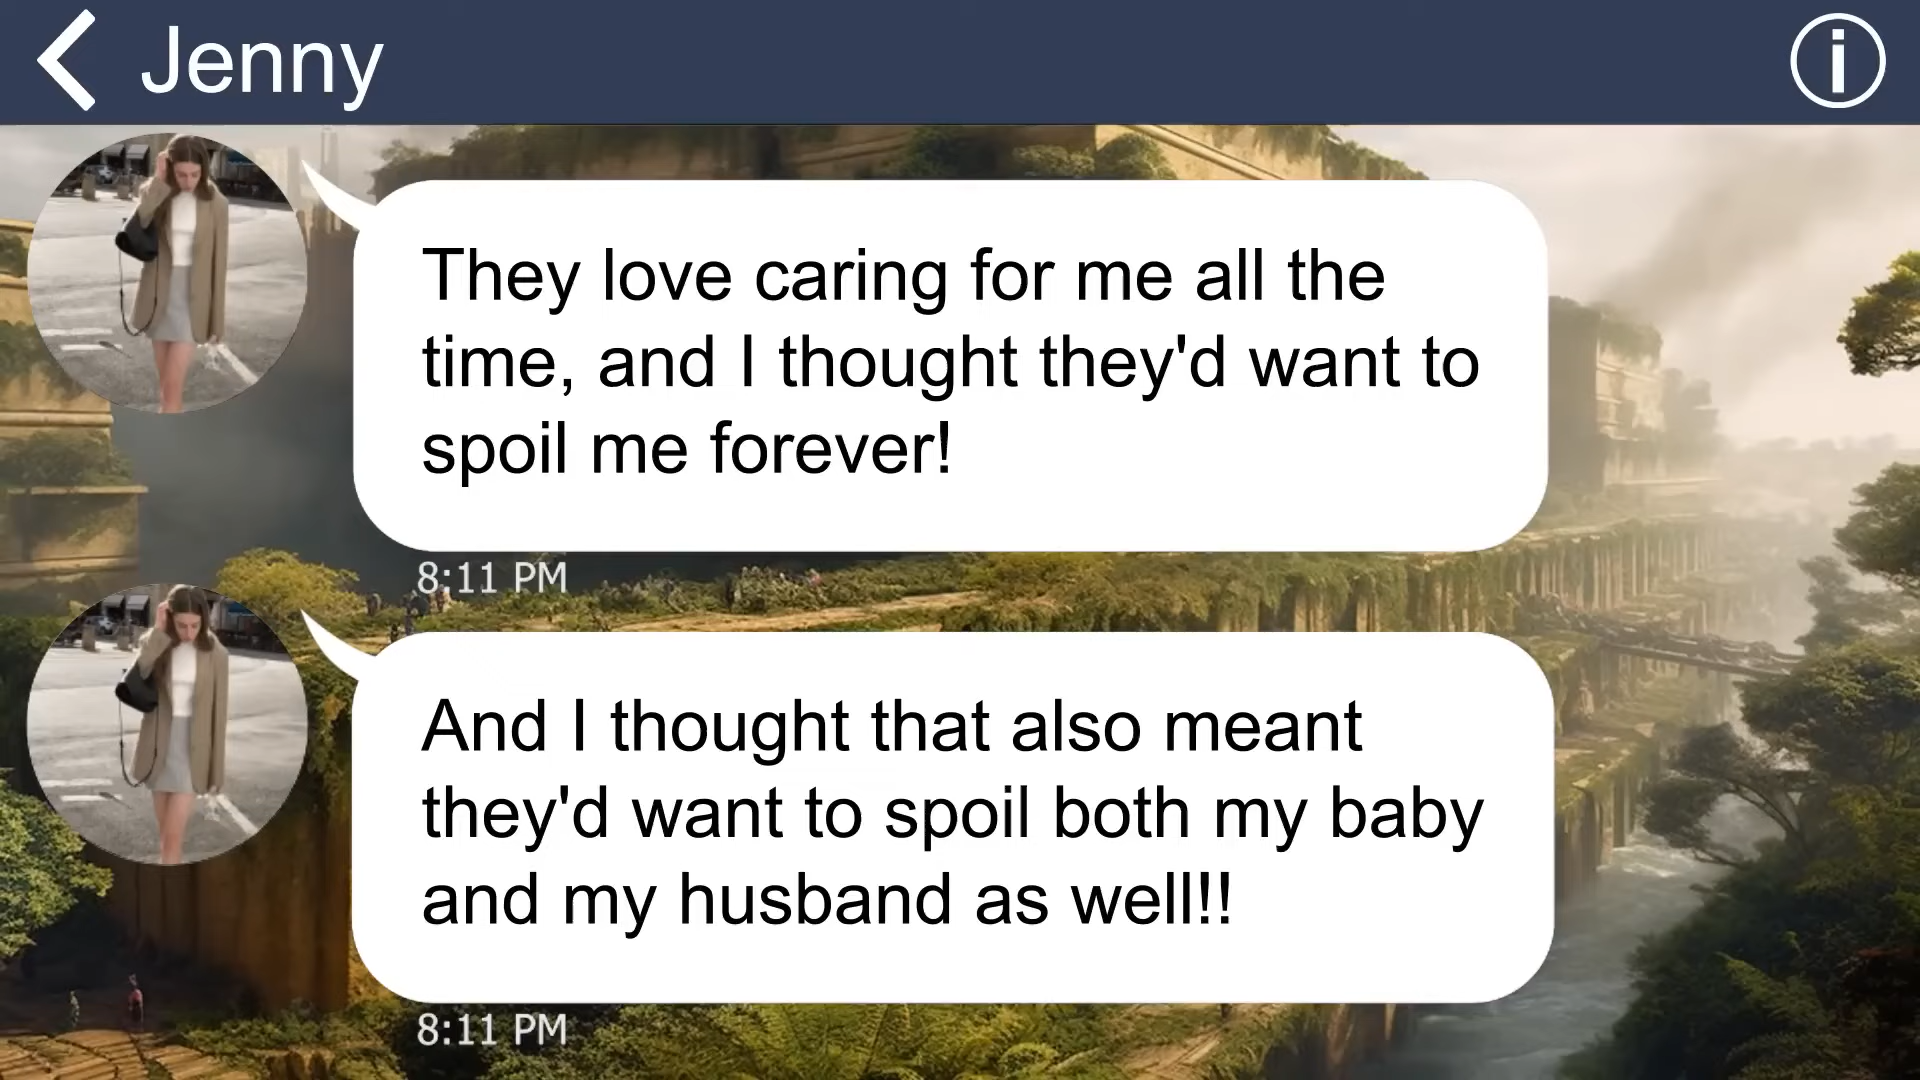 Jenny
They love caring for me all the
time, and I thought they'd want to
spoil me forever!
8:11 PM
And I thought that also meant
they'd want to spoil both my baby
and my husband as well!!
8:11 PM